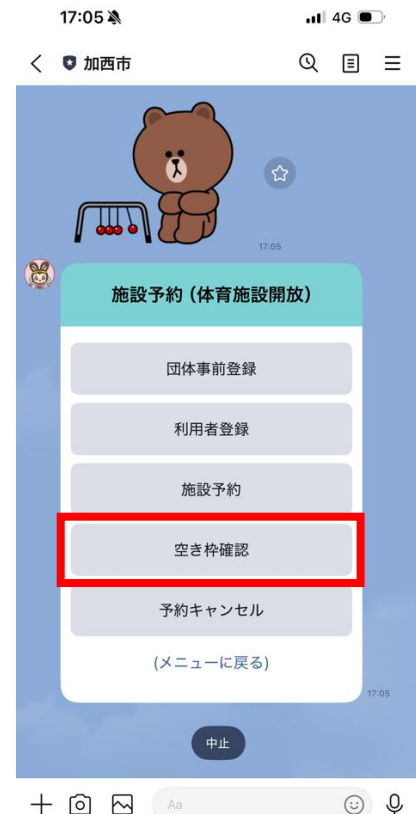 17:05
4G
加西市
17:05
施設予約（体育施設開放）
団体事前登録
利用者登録
施設予約
空き枠確認
予約キャンセル
(メニューに戻る)
17:05
中止
Aa